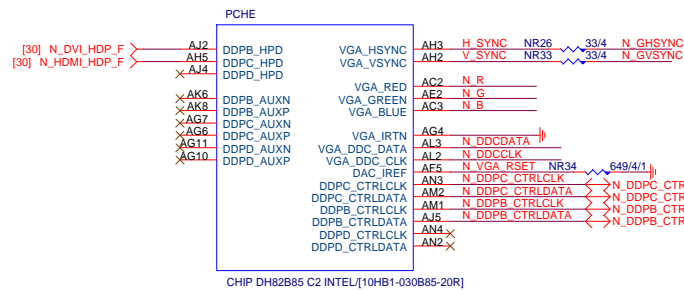 PCHE
[30] N_DVI_HDP_F AJ2 DDPB_HPD VGA_HSYNC AH3 H_SYNC NR26 33/4 N_GHSYNC
[30] N_HDMI_HDP_F AH5 DDPC_HPD VGA_VSYNC AH2 V_SYNC NR33 33/4 N_GVSYNC
AJ4 DDPD_HPD
VGA_RED AC2 N_R
AK6 DDPB_AUXN VGA_GREEN AE2 N_G
AK8 DDPB_AUXP VGA_BLUE AC3 N_B
AG7 DDPC_AUXN
AG6 DDPC_AUXP VGA_IRTN AG4
AG11 DDPD_AUXN VGA_DDC_DATA AL3 N_DDCDATA
AG10 DDPD_AUXP VGA_DDC_CLK AL2 N_DDCCLK
DAC_IREF AF5 N_VGA_RSET NR34 649/4/1
DDPC_CTRLCLK AN3 N_DDPC_CTRLCLK N_DDPC_CTR
DDPC_CTRLDATA AM2 N_DDPC_CTRLDATA N_DDPC_CTR
DDPB_CTRLCLK AM1 N_DDPB_CTRLCLK N_DDPB_CTR
DDPB_CTRLDATA AJ5 N_DDPB_CTRLDATA N_DDPB_CTR
DDPD_CTRLCLK AN4
DDPD_CTRLDATA AN2
CHIP DH82B85 C2 INTEL/[10HB1-030B85-20R]